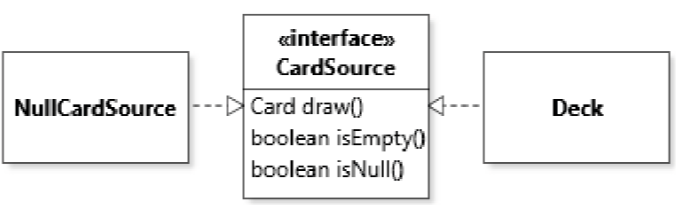 «interface»
CardSource
NullCardSource
Card draw()
boolean isEmpty()
boolean isNull()
Deck